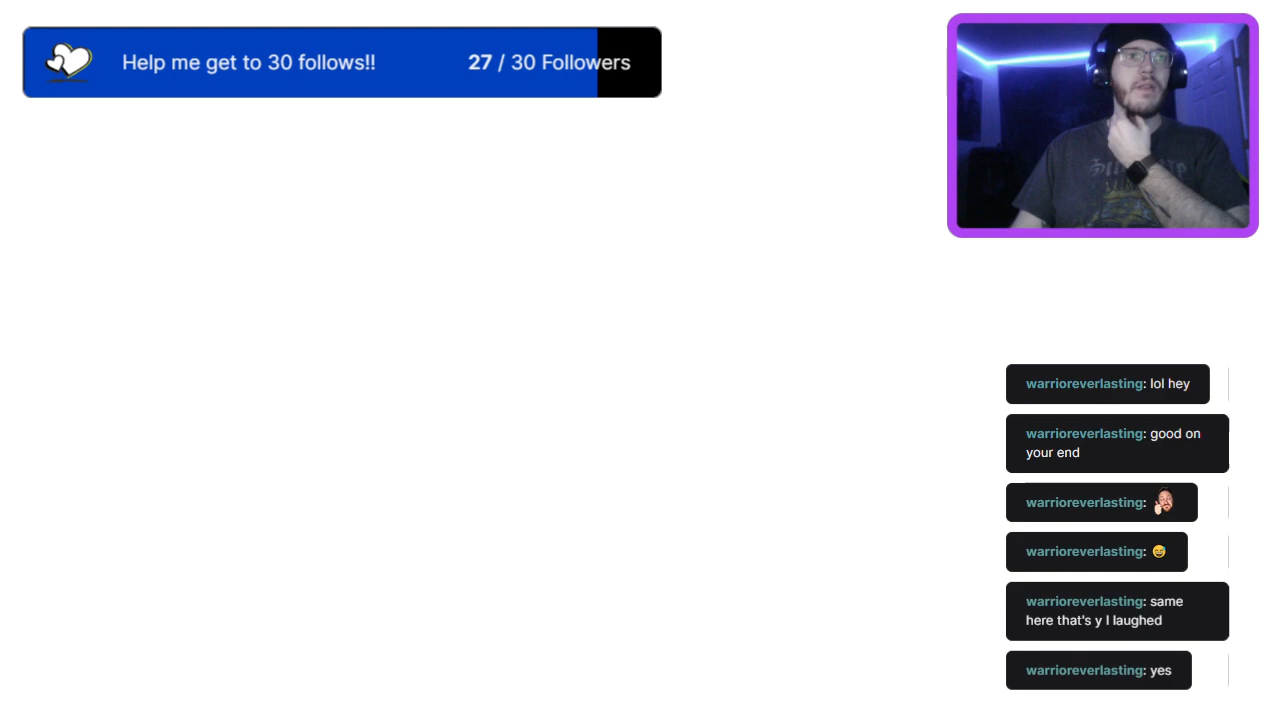 Help me get to 30 follows!! 27 / 30 Followers
warrioreverlasting: lol hey
warrioreverlasting: good on
your end
warrioreverlasting:
warrioreverlasting: 😅
warrioreverlasting: same
here that's y I laughed
warrioreverlasting: yes